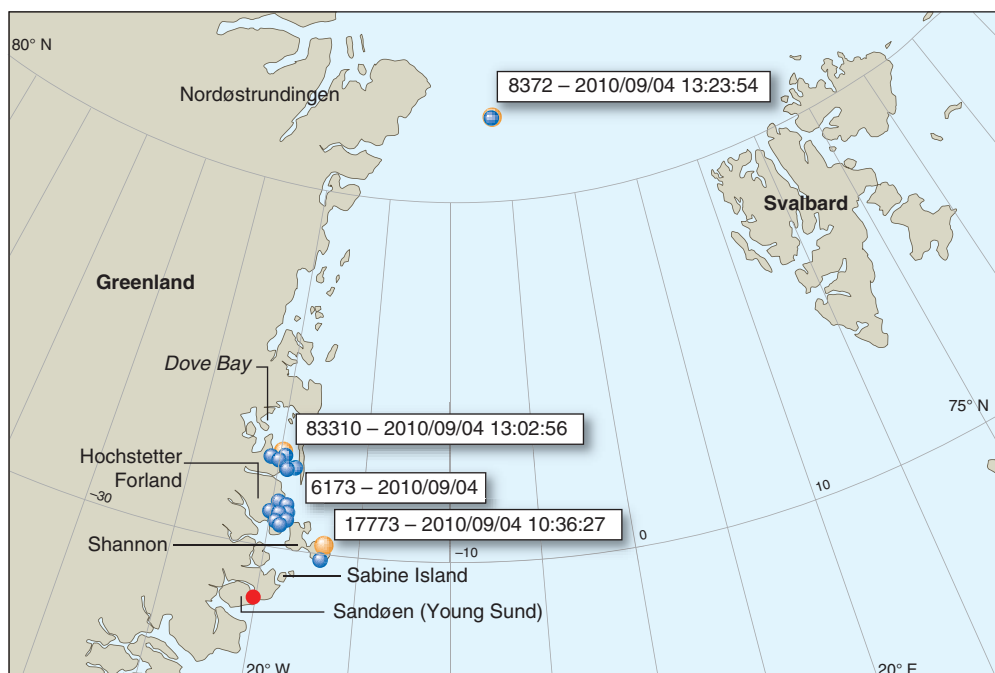 80° N
Nordøstrundingen
8372 – 2010/09/04 13:23:54
Svalbard
Greenland
Dove Bay
75° N
83310 – 2010/09/04 13:02:56
Hochstetter
Forland
6173 – 2010/09/04
–30
10
17773 – 2010/09/04 10:36:27
0
Shannon
–10
Sabine Island
Sandøen (Young Sund)
20° W
20° E